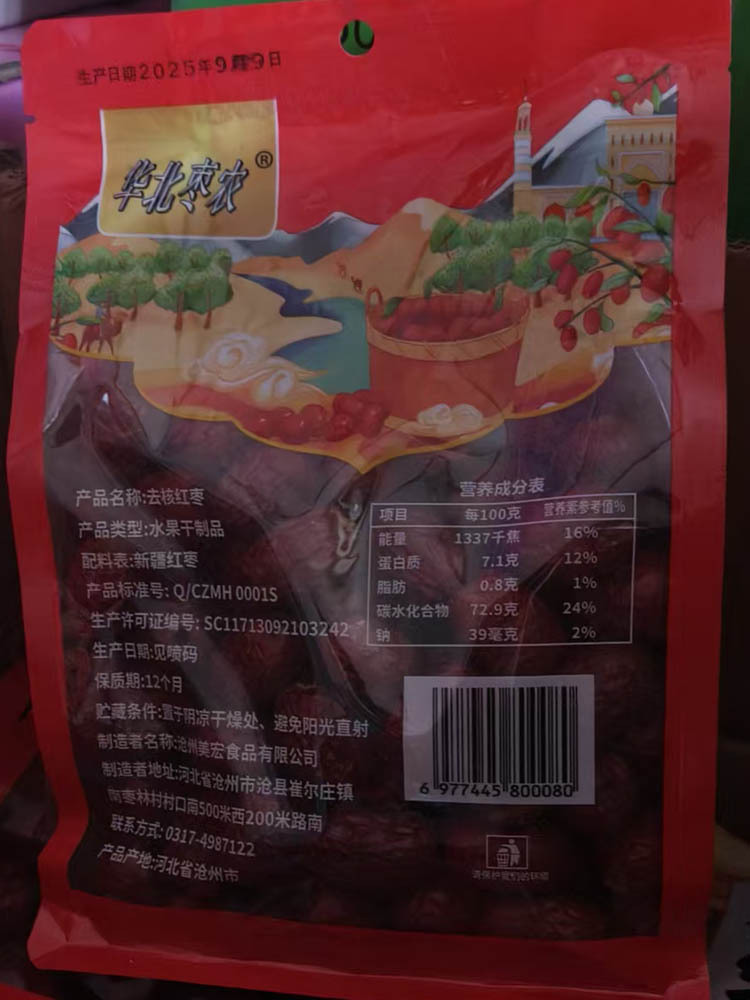 生产日期2025年9月9日
华北枣农®
产品名称:去核红枣
产品类型:水果干制品
配料表:新疆红枣
产品标准号: Q/CZMH 0001S
生产许可证编号: SC11713092103242
生产日期:见喷码
保质期:12个月
贮藏条件:置于阴凉干燥处、避免阳光直射
制造者名称:沧州美宏食品有限公司
制造者地址:河北省沧州市沧县崔尔庄镇
枣林村村口南500米西200米路南
联系方式: 0317-4987122
产品产地:河北省沧州市
营养成分表
项目 每100克 营养素参考值%
能量 1337千焦 16%
蛋白质 7.1克 12%
脂肪 0.8克 1%
碳水化合物 72.9克 24%
钠 39毫克 2%
6 977445 800080
请保护我们的环境